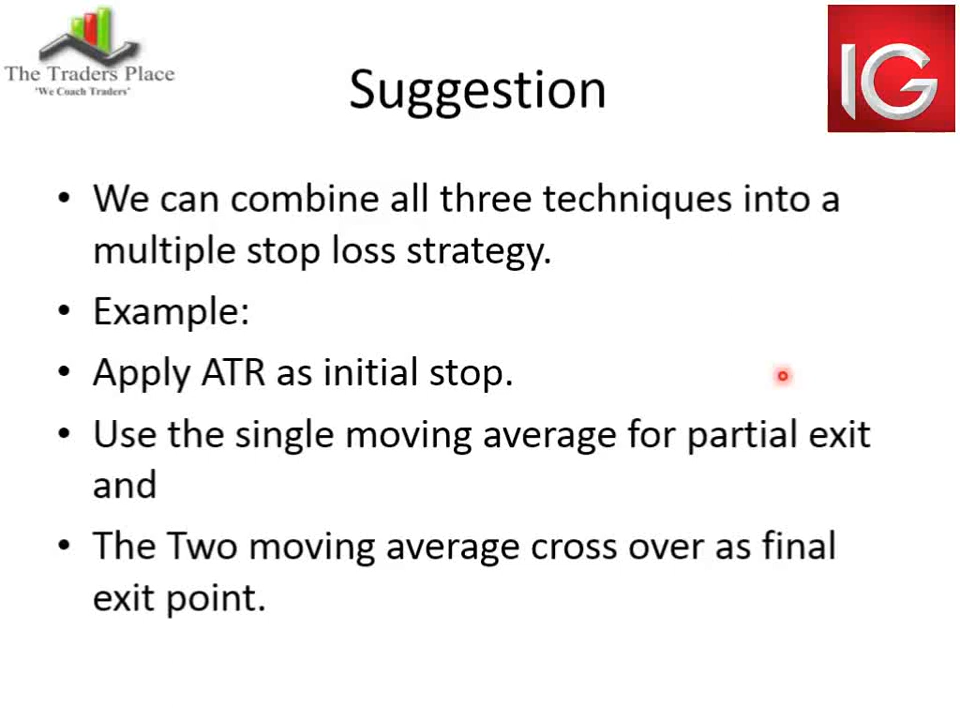 The Traders Place
'We Coach Traders'
IG
Suggestion
• We can combine all three techniques into a
multiple stop loss strategy.
• Example:
• Apply ATR as initial stop.
• Use the single moving average for partial exit
and
• The Two moving average cross over as final
exit point.